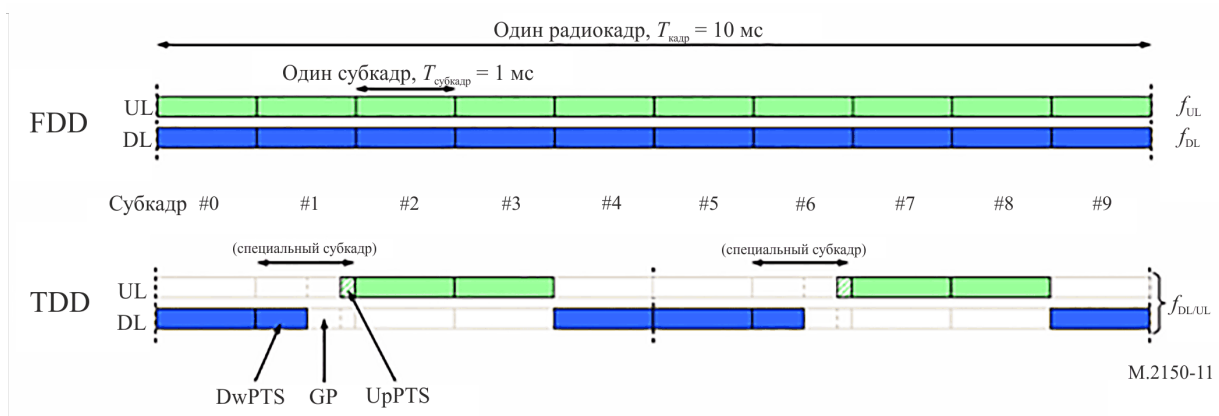 Один радиокадр, Tкадр = 10 мс
Один субкадр, Tсубкадр = 1 мс
FDD
UL
fUL
DL
fDL
Субкадр #0 #1 #2 #3 #4 #5 #6 #7 #8 #9
(специальный субкадр) (специальный субкадр)
TDD
UL
DL
fDL/UL
DwPTS GP UpPTS
M.2150-11